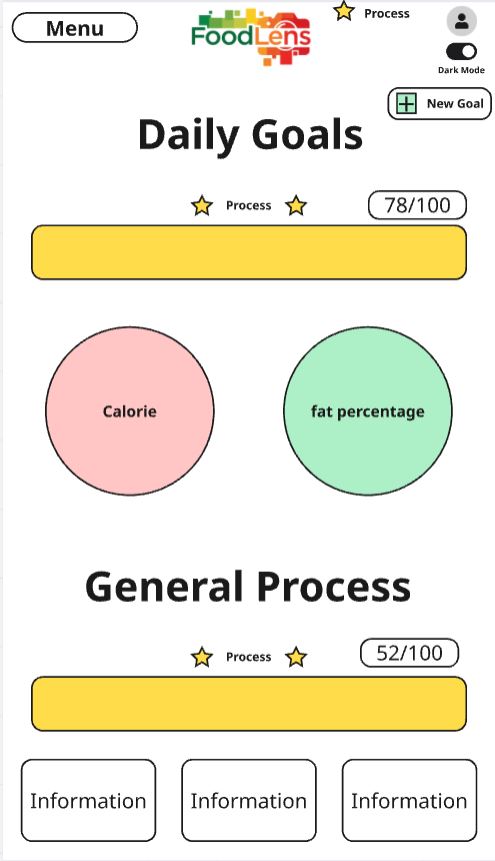 Menu
FoodLens
Process
Dark Mode
New Goal
Daily Goals
Process
78/100
Calorie
fat percentage
General Process
Process
52/100
Information
Information
Information